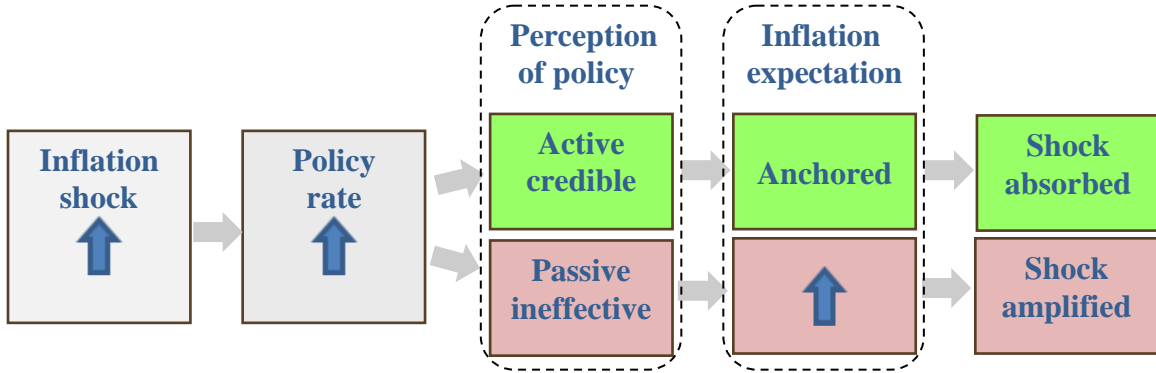 Inflation
shock
Policy
rate
Perception
of policy
Active
credible
Passive
ineffective
Inflation
expectation
Anchored
Shock
absorbed
Shock
amplified